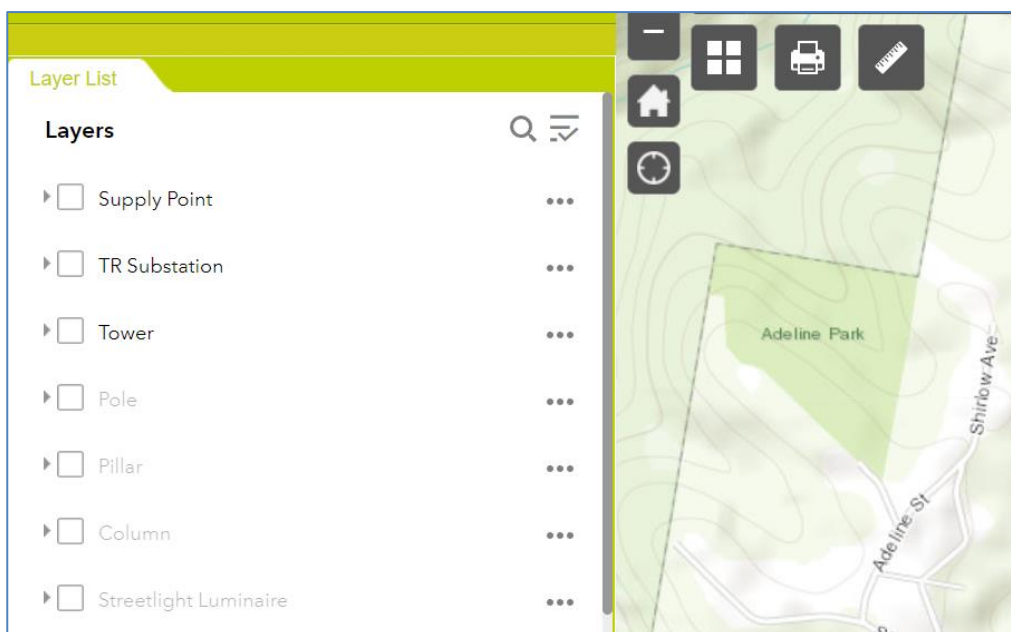 Layer List
Layers
Supply Point
TR Substation
Tower
Pole
Pillar
Column
Streetlight Luminaire
Adeline Park
Shirlow Ave
Adeline St